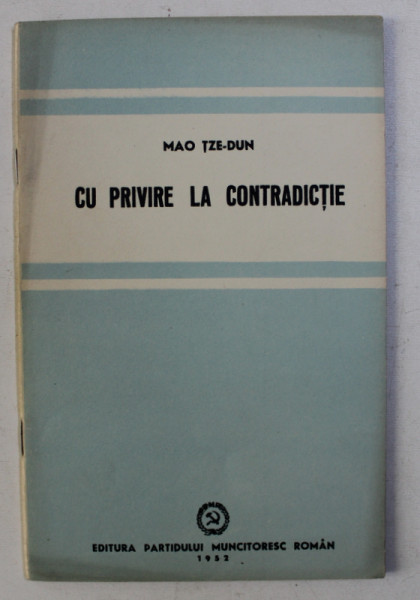 MAO ȚZE-DUN
CU PRIVIRE LA CONTRADICȚIE
EDITURA PARTIDULUI MUNCITORESC ROMÂN
1952